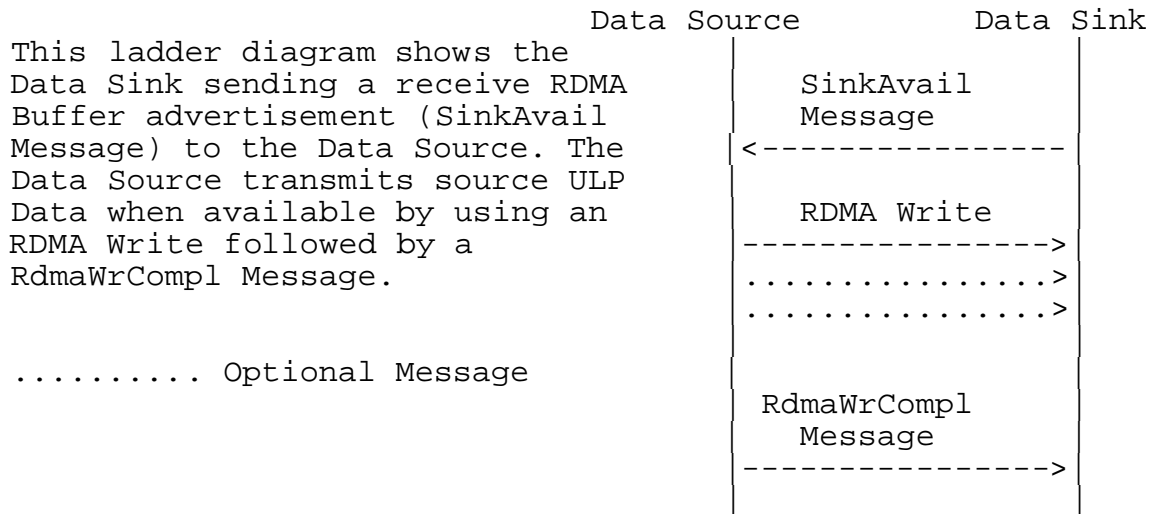 Data Source Data Sink
This ladder diagram shows the
Data Sink sending a receive RDMA
Buffer advertisement (SinkAvail
Message) to the Data Source. The
Data Source transmits source ULP
Data when available by using an
RDMA Write followed by a
RdmaWrCompl Message.
.......... Optional Message
SinkAvail
Message
<----------------
RDMA Write
---------------->
................>
................>
RdmaWrCompl
Message
---------------->